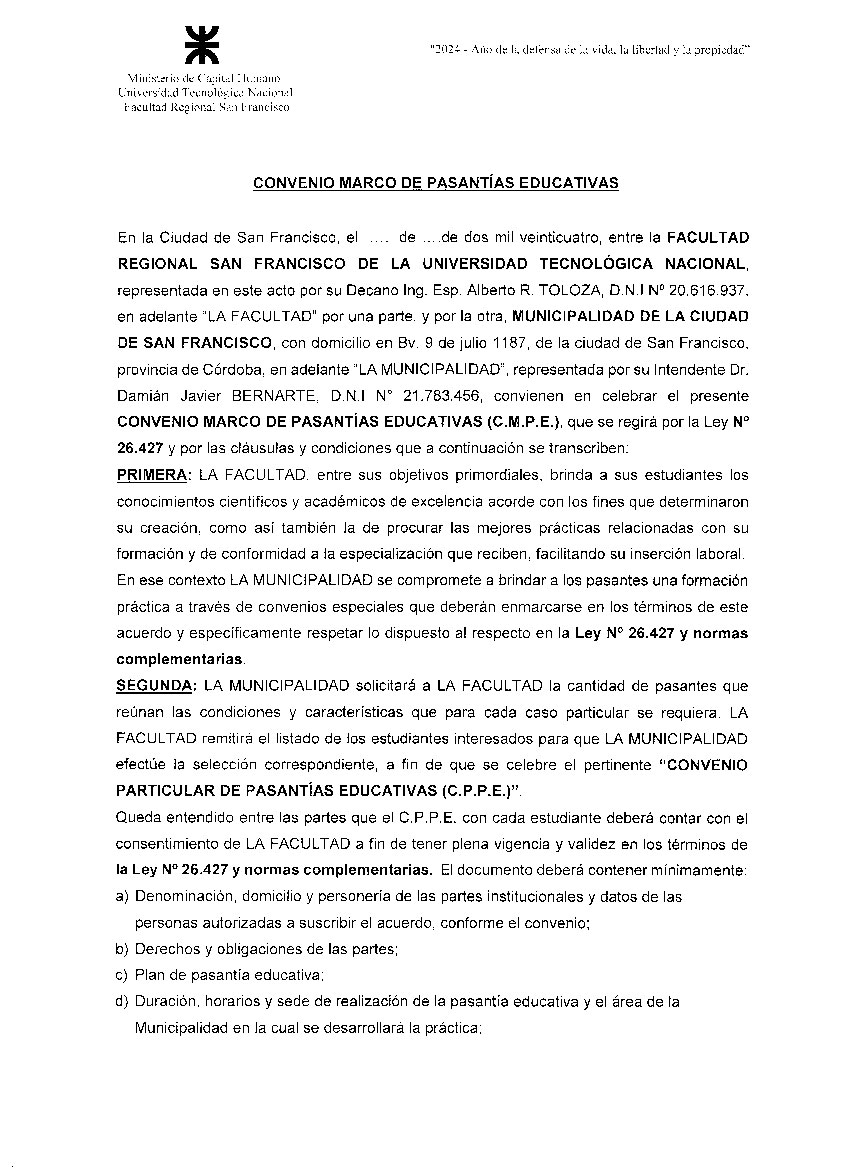 "2024 - Año de la defensa de la vida, la libertad y la propiedad"
Ministerio de Capital Humano
Universidad Tecnológica Nacional
Facultad Regional San Francisco
CONVENIO MARCO DE PASANTÍAS EDUCATIVAS
En la Ciudad de San Francisco, el .... de ....de dos mil veinticuatro, entre la FACULTAD
REGIONAL SAN FRANCISCO DE LA UNIVERSIDAD TECNOLÓGICA NACIONAL,
representada en este acto por su Decano Ing. Esp. Alberto R. TOLOZA, D.N.I Nº 20.616.937,
en adelante "LA FACULTAD" por una parte, y por la otra, MUNICIPALIDAD DE LA CIUDAD
DE SAN FRANCISCO, con domicilio en Bv. 9 de julio 1187, de la ciudad de San Francisco,
provincia de Córdoba, en adelante "LA MUNICIPALIDAD", representada por su Intendente Dr.
Damián Javier BERNARTE, D.N.I N° 21.783.456, convienen en celebrar el presente
CONVENIO MARCO DE PASANTÍAS EDUCATIVAS (C.M.P.E.), que se regirá por la Ley Nº
26.427 y por las cláusulas y condiciones que a continuación se transcriben:
PRIMERA: LA FACULTAD, entre sus objetivos primordiales, brinda a sus estudiantes los
conocimientos científicos y académicos de excelencia acorde con los fines que determinaron
su creación, como así también la de procurar las mejores prácticas relacionadas con su
formación y de conformidad a la especialización que reciben, facilitando su inserción laboral.
En ese contexto LA MUNICIPALIDAD se compromete a brindar a los pasantes una formación
práctica a través de convenios especiales que deberán enmarcarse en los términos de este
acuerdo y específicamente respetar lo dispuesto al respecto en la Ley Nº 26.427 y normas
complementarias.
SEGUNDA: LA MUNICIPALIDAD solicitará a LA FACULTAD la cantidad de pasantes que
reúnan las condiciones y características que para cada caso particular se requiera. LA
FACULTAD remitirá el listado de los estudiantes interesados para que LA MUNICIPALIDAD
efectúe la selección correspondiente, a fin de que se celebre el pertinente "CONVENIO
PARTICULAR DE PASANTÍAS EDUCATIVAS (C.P.P.E.)".
Queda entendido entre las partes que el C.P.P.E. con cada estudiante deberá contar con el
consentimiento de LA FACULTAD a fin de tener plena vigencia y validez en los términos de
la Ley Nº 26.427 y normas complementarias. El documento deberá contener mínimamente:
a) Denominación, domicilio y personería de las partes institucionales y datos de las
personas autorizadas a suscribir el acuerdo, conforme el convenio;
b) Derechos y obligaciones de las partes;
c) Plan de pasantía educativa;
d) Duración, horarios y sede de realización de la pasantía educativa y el área de la
Municipalidad en la cual se desarrollará la práctica;